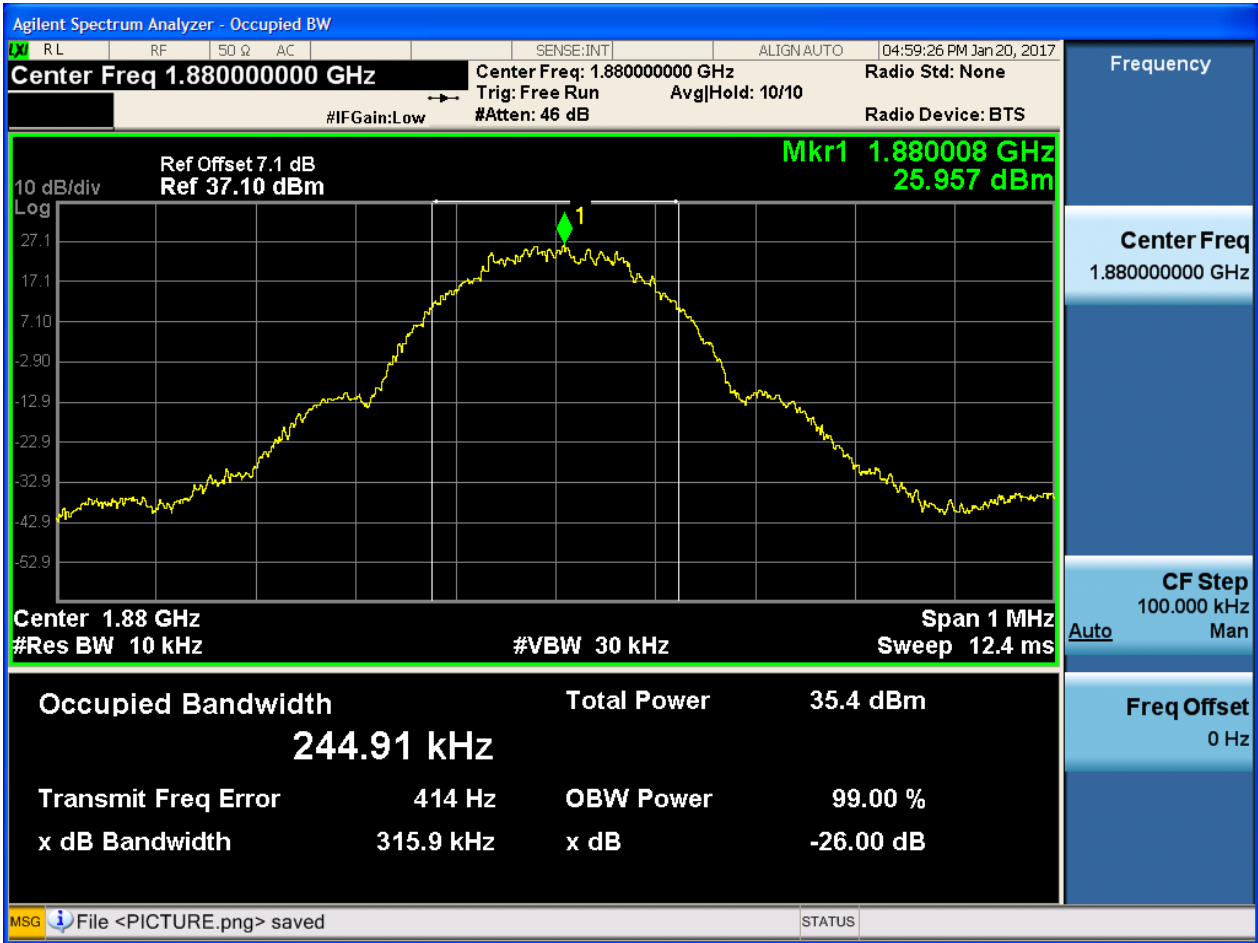 Agilent Spectrum Analyzer - Occupied BW
LXI RL RF 50 Ω AC SENSE:INT ALIGN AUTO 04:59:26 PM Jan 20, 2017
Center Freq 1.880000000 GHz
Center Freq: 1.880000000 GHz
Radio Std: None
Trig: Free Run
Avg|Hold: 10/10
#IFGain:Low
#Atten: 46 dB
Radio Device: BTS
Mkr1 1.880008 GHz
25.957 dBm
Ref Offset 7.1 dB
10 dB/div
Ref 37.10 dBm
Log
1
27.1
17.1
7.10
-2.90
-12.9
-22.9
-32.9
-42.9
-52.9
Center 1.88 GHz
Span 1 MHz
#Res BW 10 kHz
#VBW 30 kHz
Sweep 12.4 ms
Occupied Bandwidth
244.91 kHz
Total Power 35.4 dBm
Transmit Freq Error 414 Hz
OBW Power 99.00 %
x dB Bandwidth 315.9 kHz
x dB -26.00 dB
Frequency
Center Freq
1.880000000 GHz
CF Step
100.000 kHz
Auto Man
Freq Offset
0 Hz
MSG File <PICTURE.png> saved
STATUS